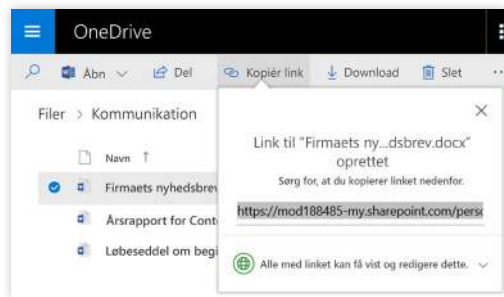 OneDrive
Åbn
Del
Kopiér link
Download
Slet
Filer > Kommunikation
Navn ↑
Firmaets nyhedsbrev
Årsrapport for Cont
Løbeseddel om begi
Link til "Firmaets ny...dsbrev.docx"
oprettet
Sørg for, at du kopierer linket nedenfor.
https://mod188485-my.sharepoint.com/perso
Alle med linket kan få vist og redigere dette.